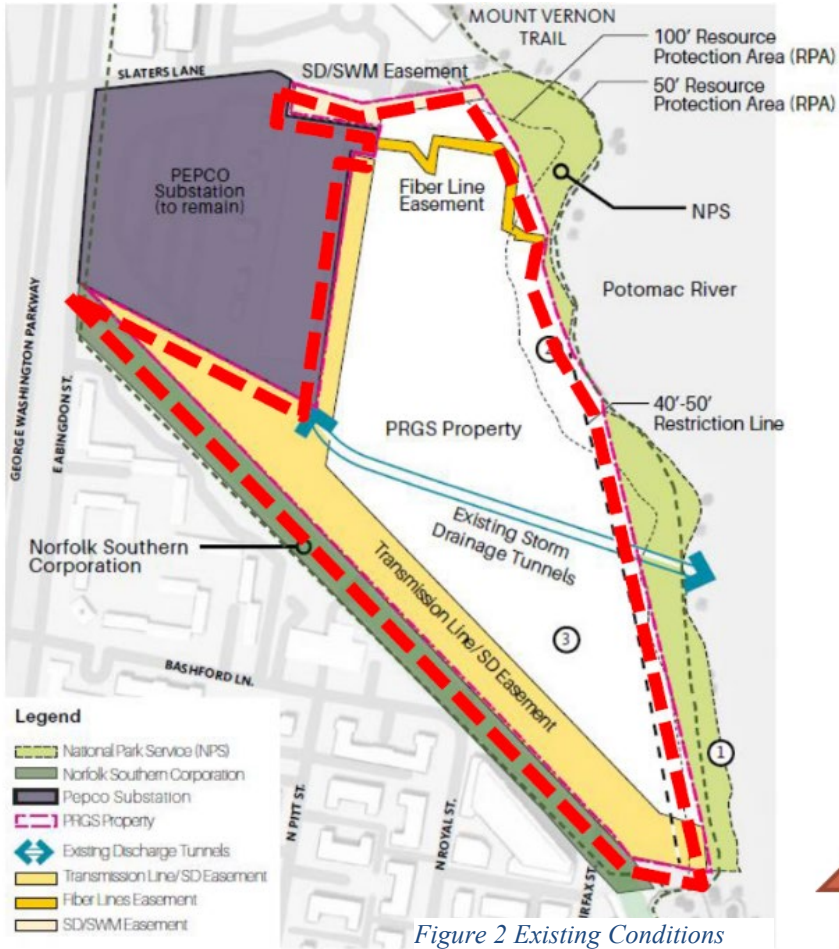 MOUNT VERNON
TRAIL
100' Resource
Protection Area (RPA)
SD/SWM Easement
SLATERS LANE
50' Resource
Protection Area (RPA)
PEPCO
Substation
(to remain)
Fiber Line
Easement
NPS
Potomac River
GEORGE WASHINGTON PARKWAY
E ABINGDON ST.
2
40'-50'
Restriction Line
PRGS Property
Existing Storm
Drainage Tunnels
Norfolk Southern
Corporation
Transmission Line/ SD Easement
3
BASHFORD LN.
1
N PITT ST.
N ROYAL ST.
IRFAX ST.
Legend
National Park Service (NPS)
Norfolk Southern Corporation
Pepco Substation
PRGS Property
Existing Discharge Tunnels
Transmission Line/ SD Easement
Fiber Lines Easement
SD/SWM Easement
Figure 2 Existing Conditions